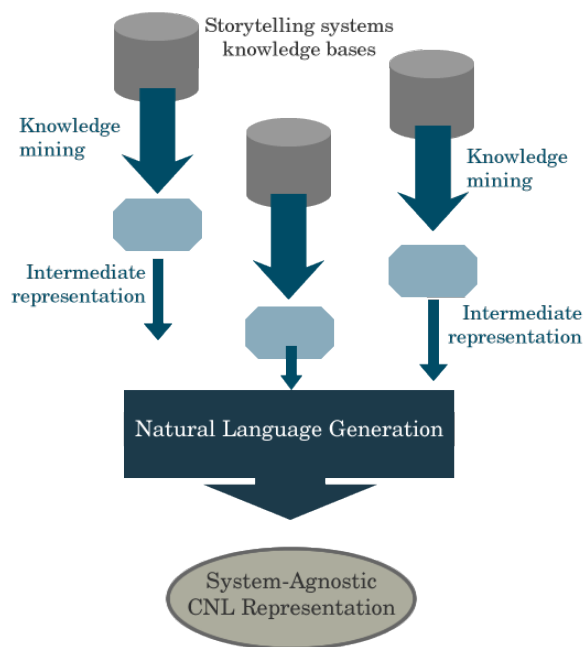 Storytelling systems
knowledge bases
Knowledge
mining
Knowledge
mining
Intermediate
representation
Intermediate
representation
Natural Language Generation
System-Agnostic
CNL Representation